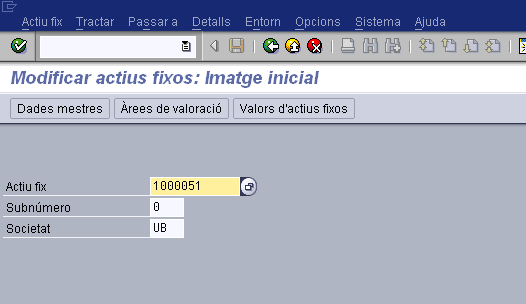 Actiu fix Tractar Passar a Detalls Entorn Opcions Sistema Ajuda
Modificar actius fixos: Imatge inicial
Dades mestres Àrees de valoració Valors d'actius fixos
Actiu fix 1000051
Subnúmero 0
Societat UB